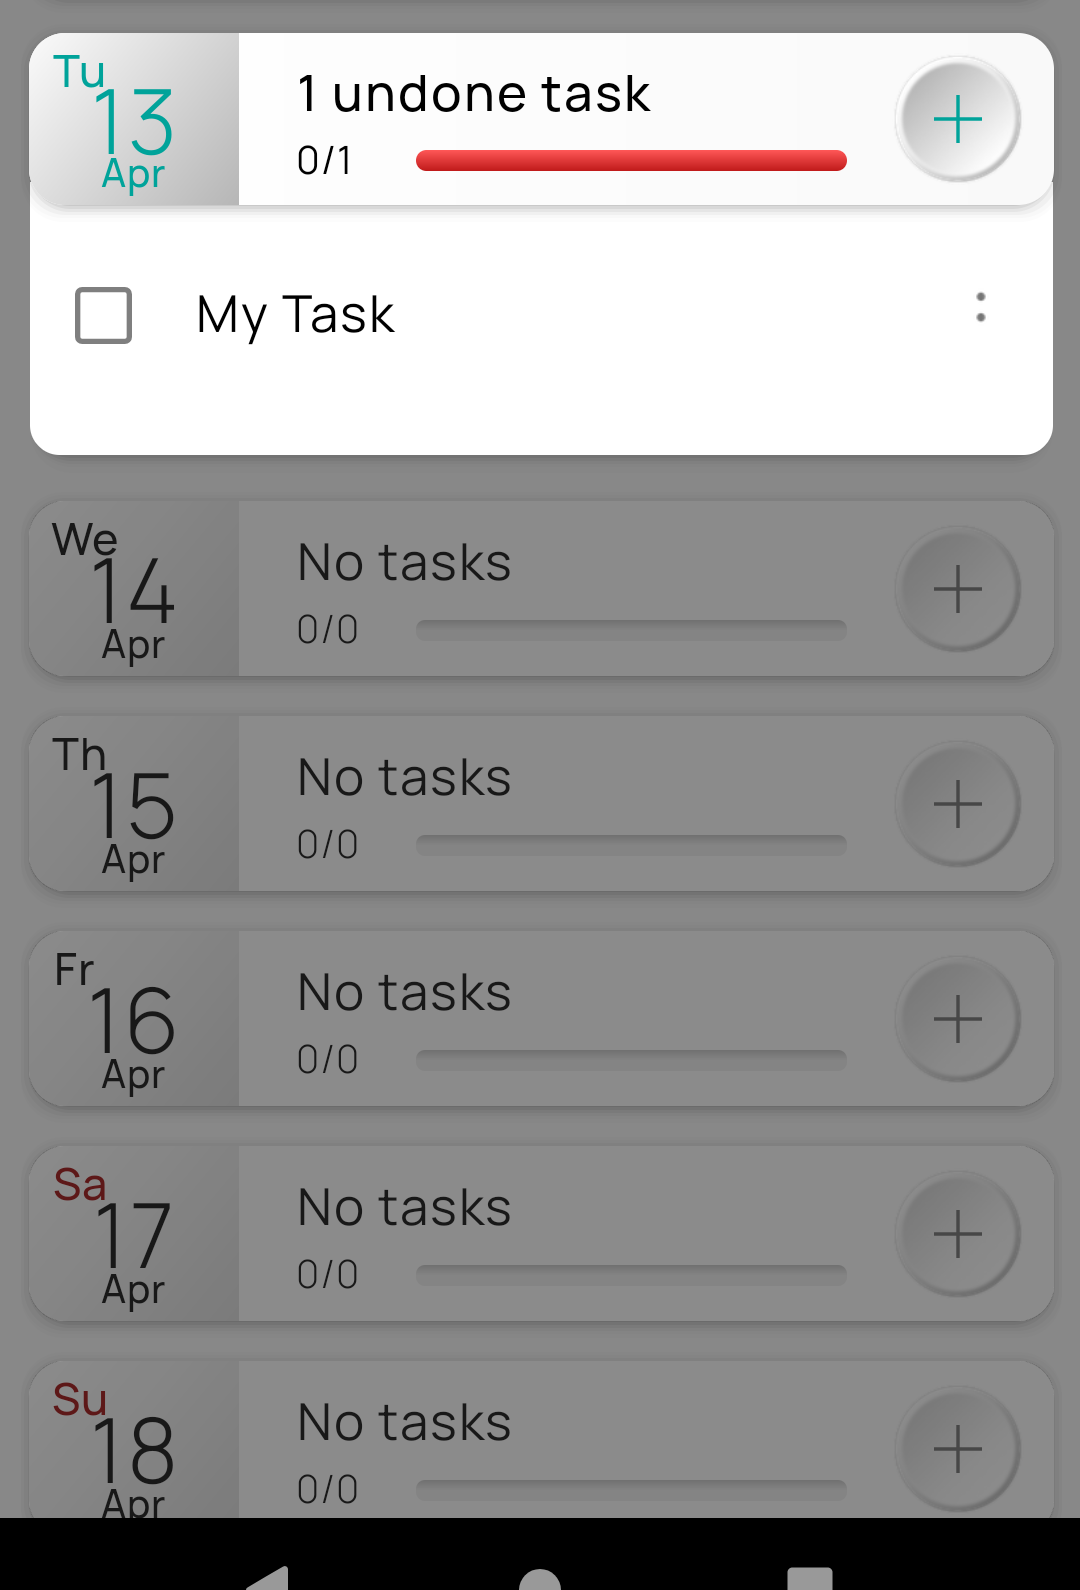 Tu
13
Apr
1 undone task
0/1
My Task
We
14
Apr
No tasks
0/0
Th
15
Apr
No tasks
0/0
Fr
16
Apr
No tasks
0/0
Sa
17
Apr
No tasks
0/0
Su
18
Apr
No tasks
0/0